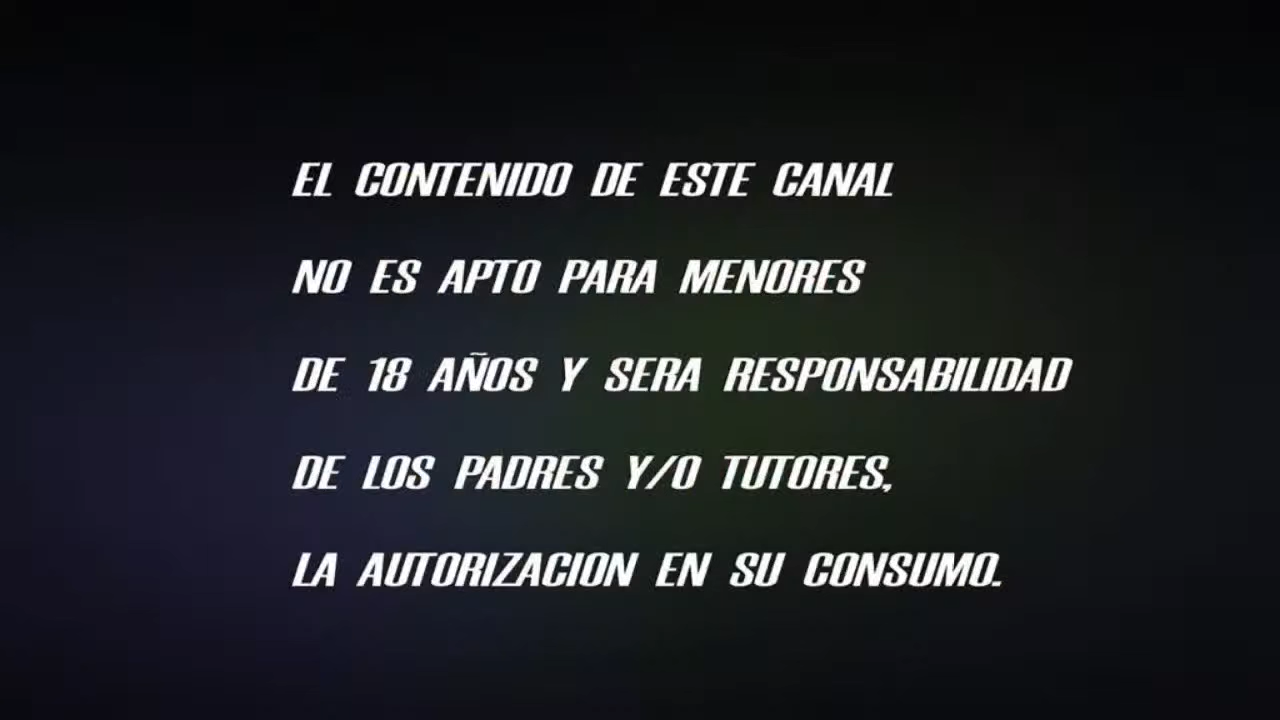 EL CONTENIDO DE ESTE CANAL
NO ES APTO PARA MENORES
DE 18 AÑOS Y SERA RESPONSABILIDAD
DE LOS PADRES Y/O TUTORES,
LA AUTORIZACION EN SU CONSUMO.